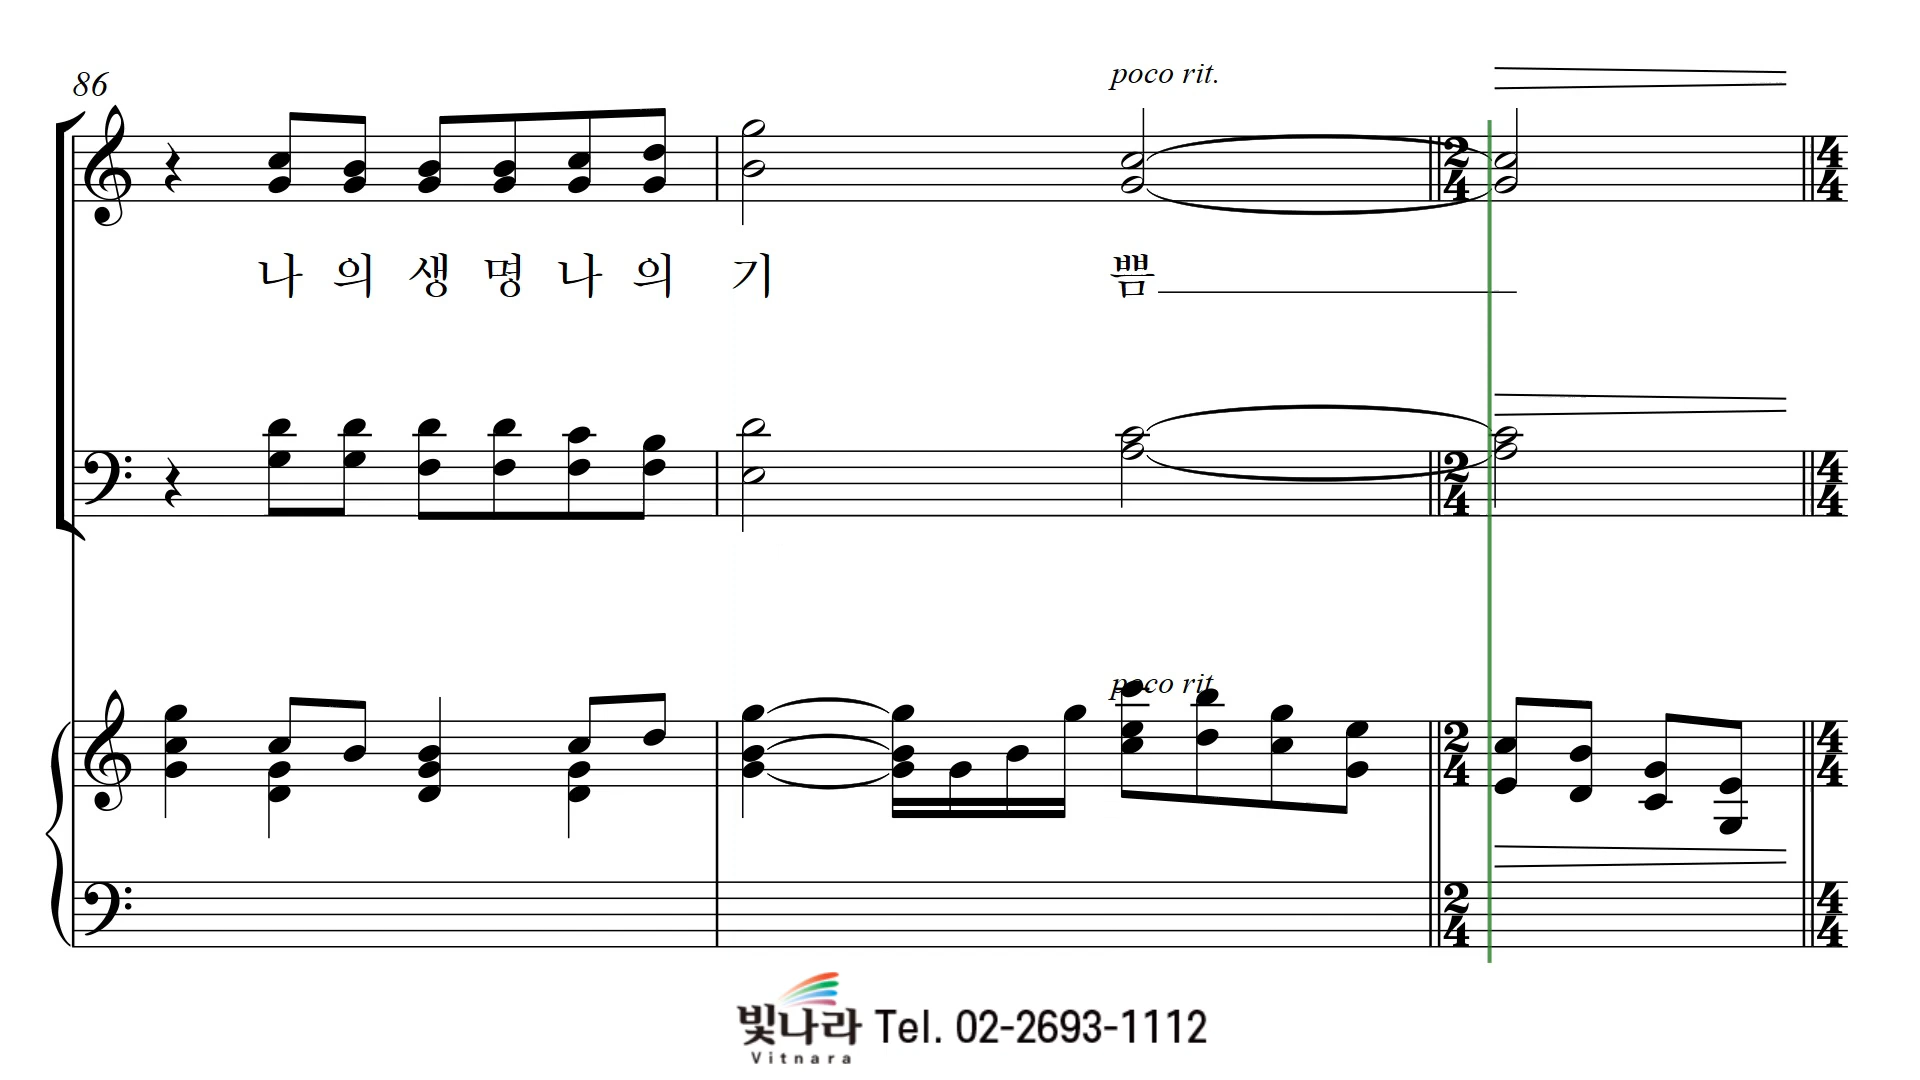 86
poco rit.
나 의 생 명 나 의 기 쁨
poco rit.
빛나라 Tel. 02-2693-1112
Vitnara